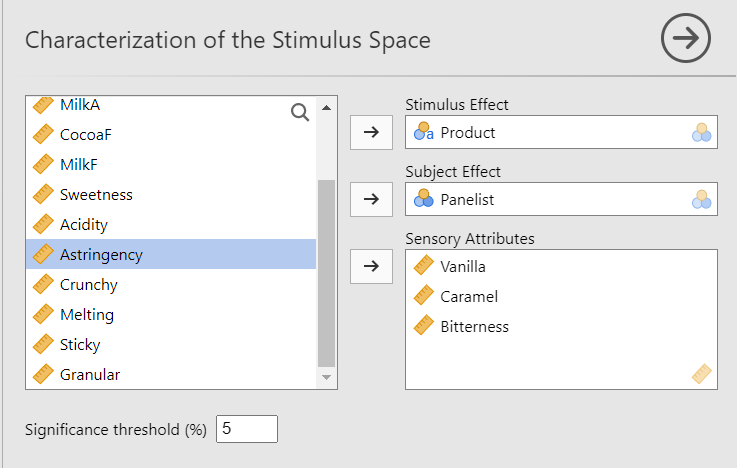 Characterization of the Stimulus Space
MilkA
CocoaF
MilkF
Sweetness
Acidity
Astringency
Crunchy
Melting
Sticky
Granular
Stimulus Effect
a Product
Subject Effect
Panelist
Sensory Attributes
Vanilla
Caramel
Bitterness
Significance threshold (%) 5